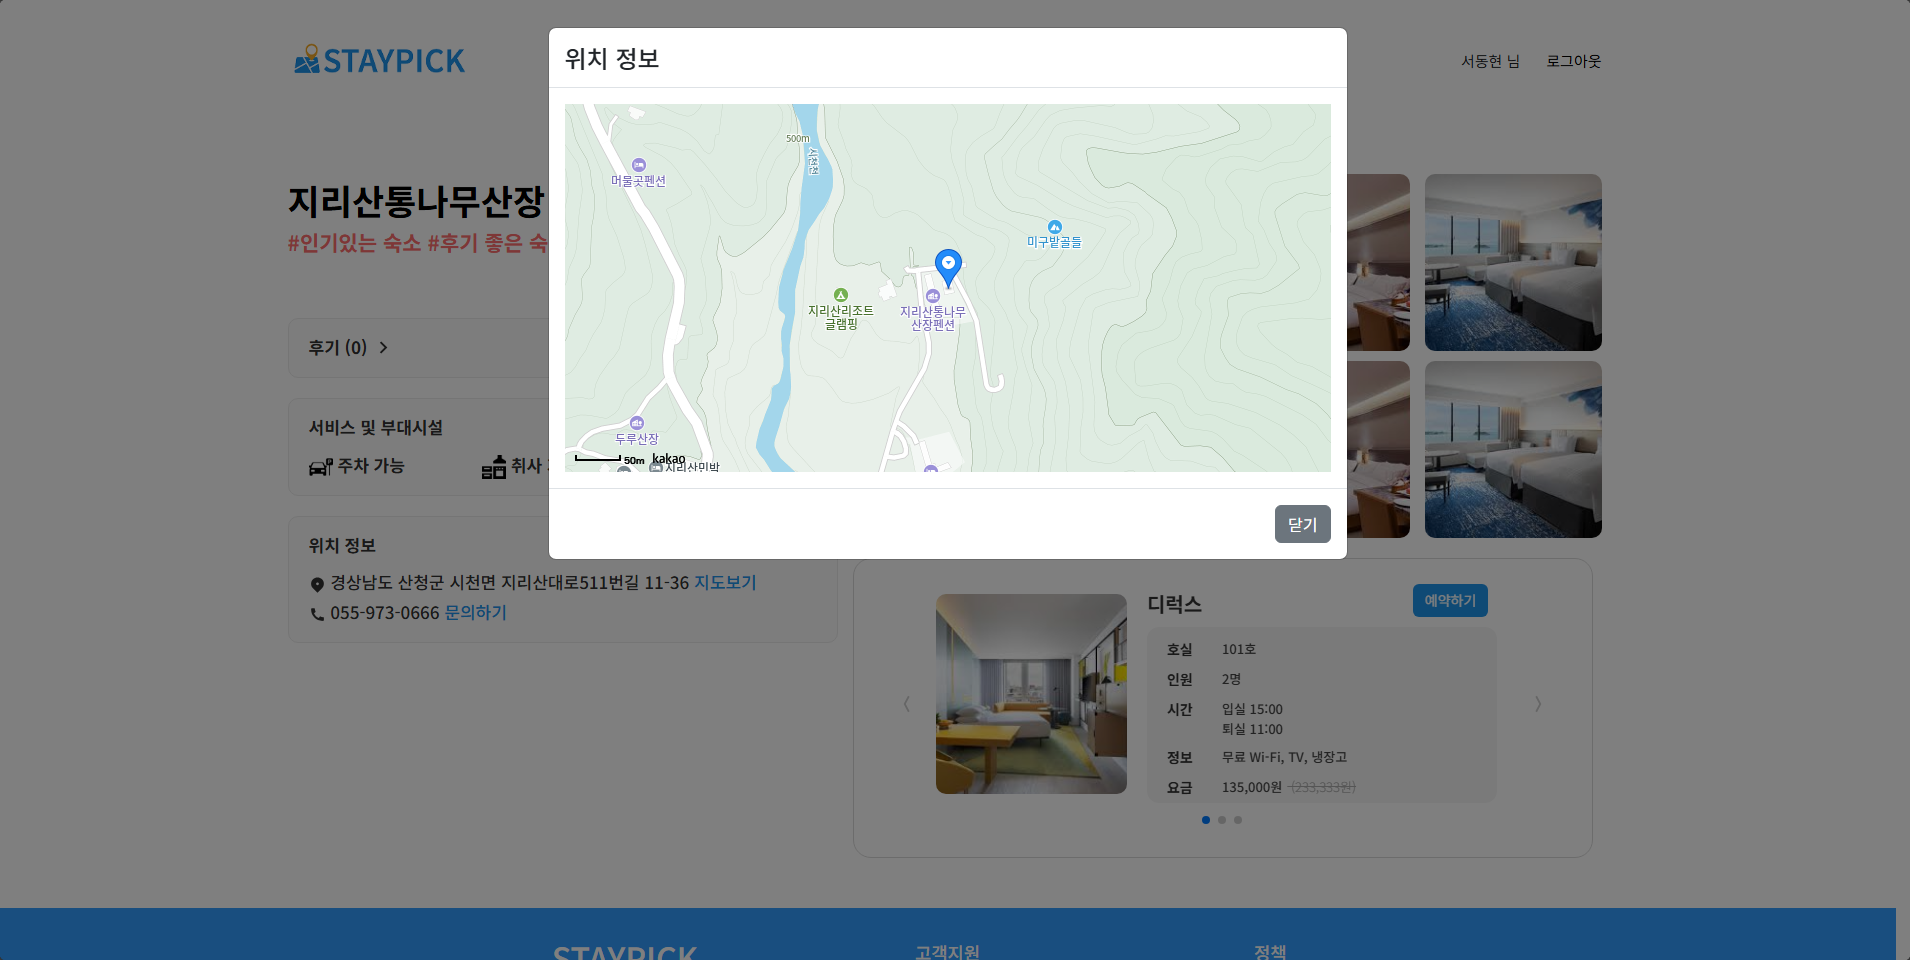 STAYPICK
서동현 님
로그아웃
위치 정보
500m
시천천
머물곳펜션
미구밭골들
지리산리조트
글램핑
지리산통나무
산장펜션
두루산장
지리산민박
50m
kakao
닫기
지리산통나무산장
#인기있는 숙소 #후기 좋은 숙
후기 (0)
서비스 및 부대시설
주차 가능
취사
위치 정보
경상남도 산청군 시천면 지리산대로511번길 11-36 지도보기
055-973-0666 문의하기
디럭스
예약하기
호실 101호
인원 2명
시간 입실 15:00
퇴실 11:00
정보 무료 Wi-Fi, TV, 냉장고
요금 135,000원 (233,333원)
STAYPICK
고객지원
정책